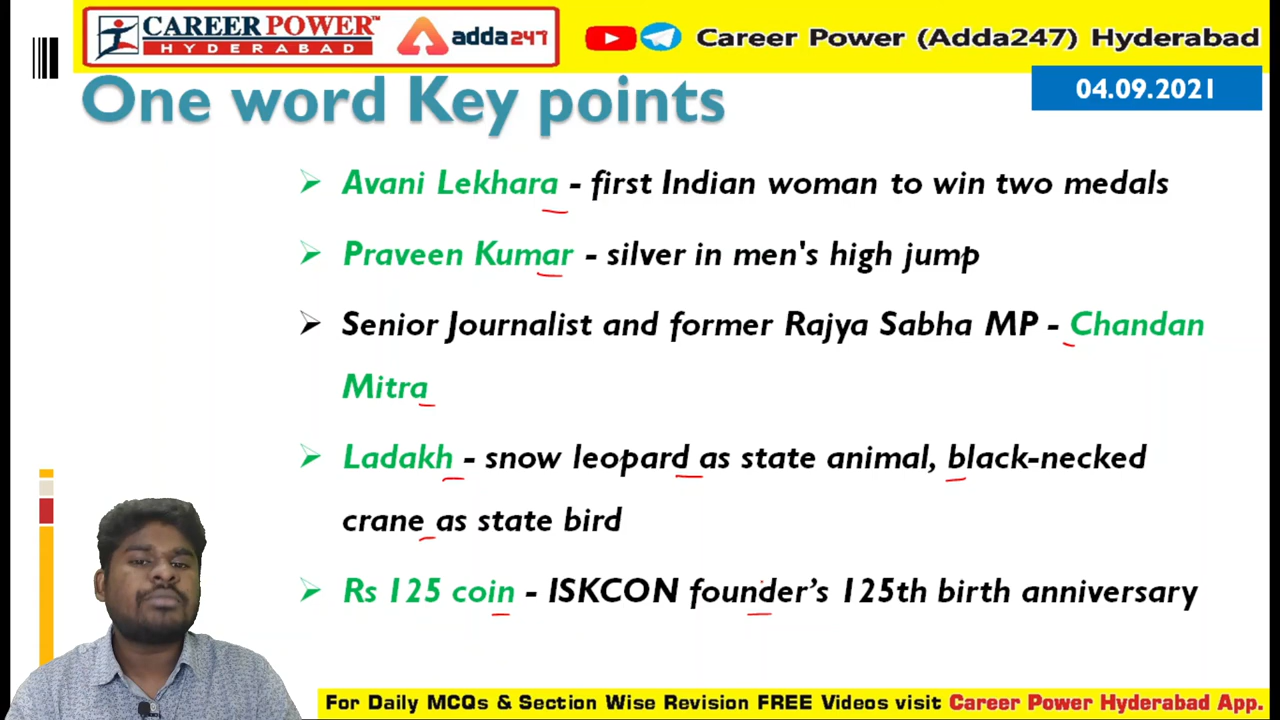 CAREER POWER™
HYDERABAD
adda247
Career Power (Adda247) Hyderabad
One word Key points
04.09.2021
Avani Lekhara - first Indian woman to win two medals
Praveen Kumar - silver in men's high jump
Senior Journalist and former Rajya Sabha MP - Chandan
Mitra
Ladakh - snow leopard as state animal, black-necked
crane as state bird
Rs 125 coin - ISKCON founder’s 125th birth anniversary
For Daily MCQs & Section Wise Revision FREE Videos visit Career Power Hyderabad App.